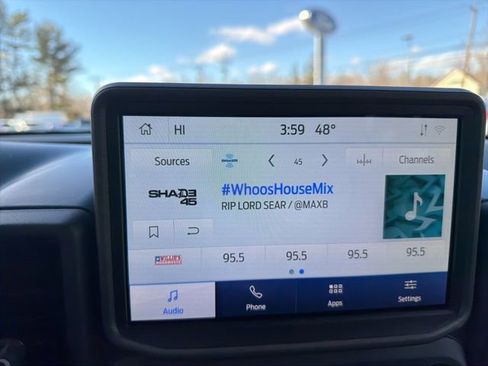 HI 3:59 48°
Sources 45 Channels
SHADE 45
#WhoosHouseMix
RIP LORD SEAR / @MAXB
WILLIE'S 95.5 95.5 95.5 95.5
Audio Phone Apps Settings